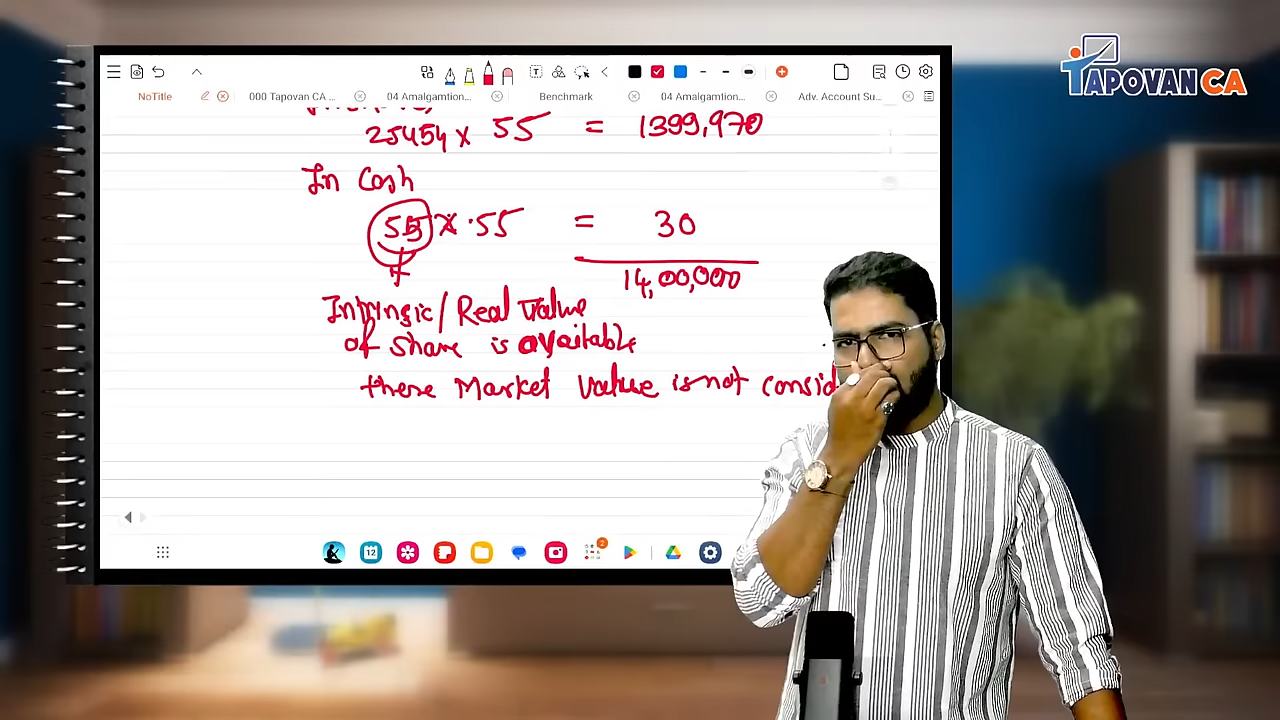 TAPOVAN CA
NoTitle
000 Tapovan CA ...
04 Amalgamtion...
Benchmark
04 Amalgamtion...
Adv. Account Su...
25454 x 55 = 1399,970
In Cash
55 x .55 = 30
14,00,000
Intrinsic / Real Value
of share is available
there Market Value is not consid
12
2